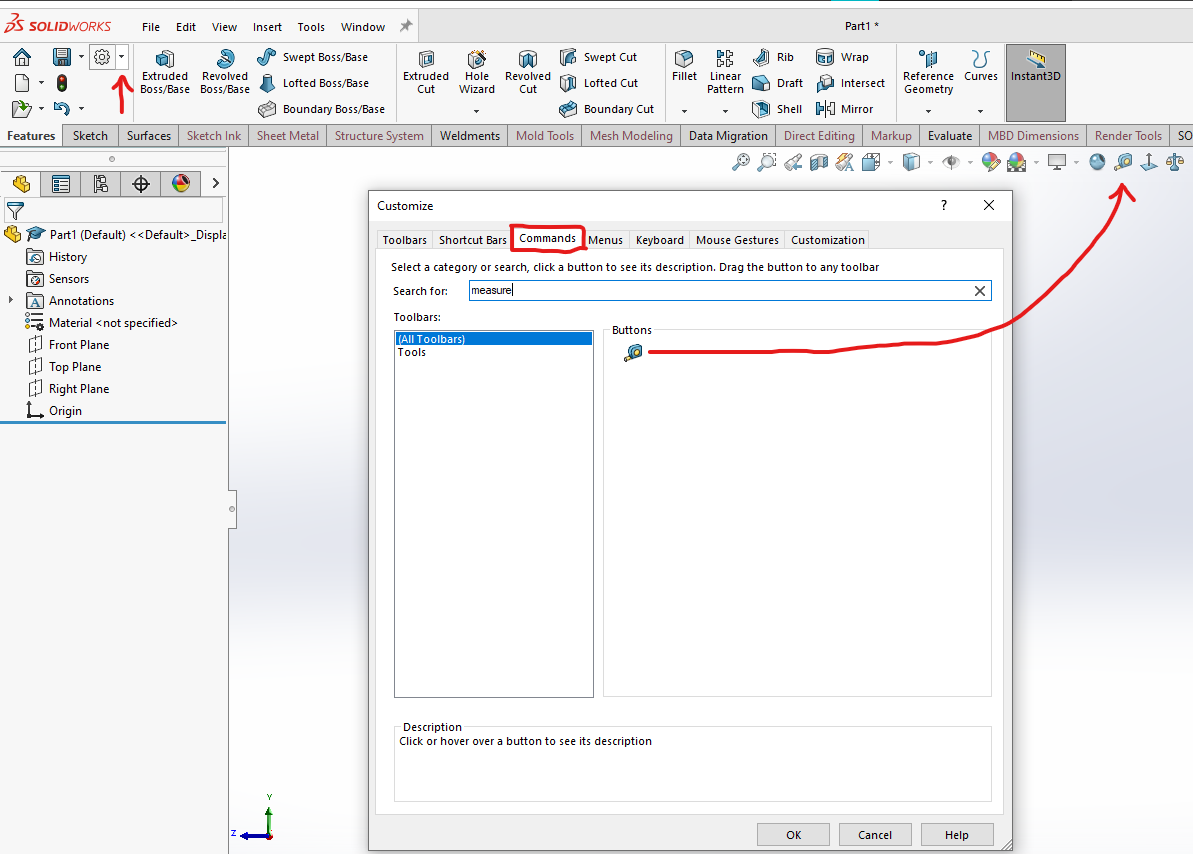 SOLIDWORKS File Edit View Insert Tools Window Part1 *
Extruded Boss/Base Revolved Boss/Base Swept Boss/Base Lofted Boss/Base Boundary Boss/Base Extruded Cut Hole Wizard Revolved Cut Swept Cut Lofted Cut Boundary Cut Fillet Linear Pattern Rib Draft Shell Wrap Intersect Mirror Reference Geometry Curves Instant3D
Features Sketch Surfaces Sketch Ink Sheet Metal Structure System Weldments Mold Tools Mesh Modeling Data Migration Direct Editing Markup Evaluate MBD Dimensions Render Tools SO
Part1 (Default) <<Default>_Displa
History
Sensors
A Annotations
Material <not specified>
Front Plane
Top Plane
Right Plane
Origin
Customize ?
Toolbars Shortcut Bars Commands Menus Keyboard Mouse Gestures Customization
Select a category or search, click a button to see its description. Drag the button to any toolbar
Search for: measure
Toolbars:
(All Toolbars)
Tools
Buttons
Description
Click or hover over a button to see its description
OK Cancel Help
Y
Z